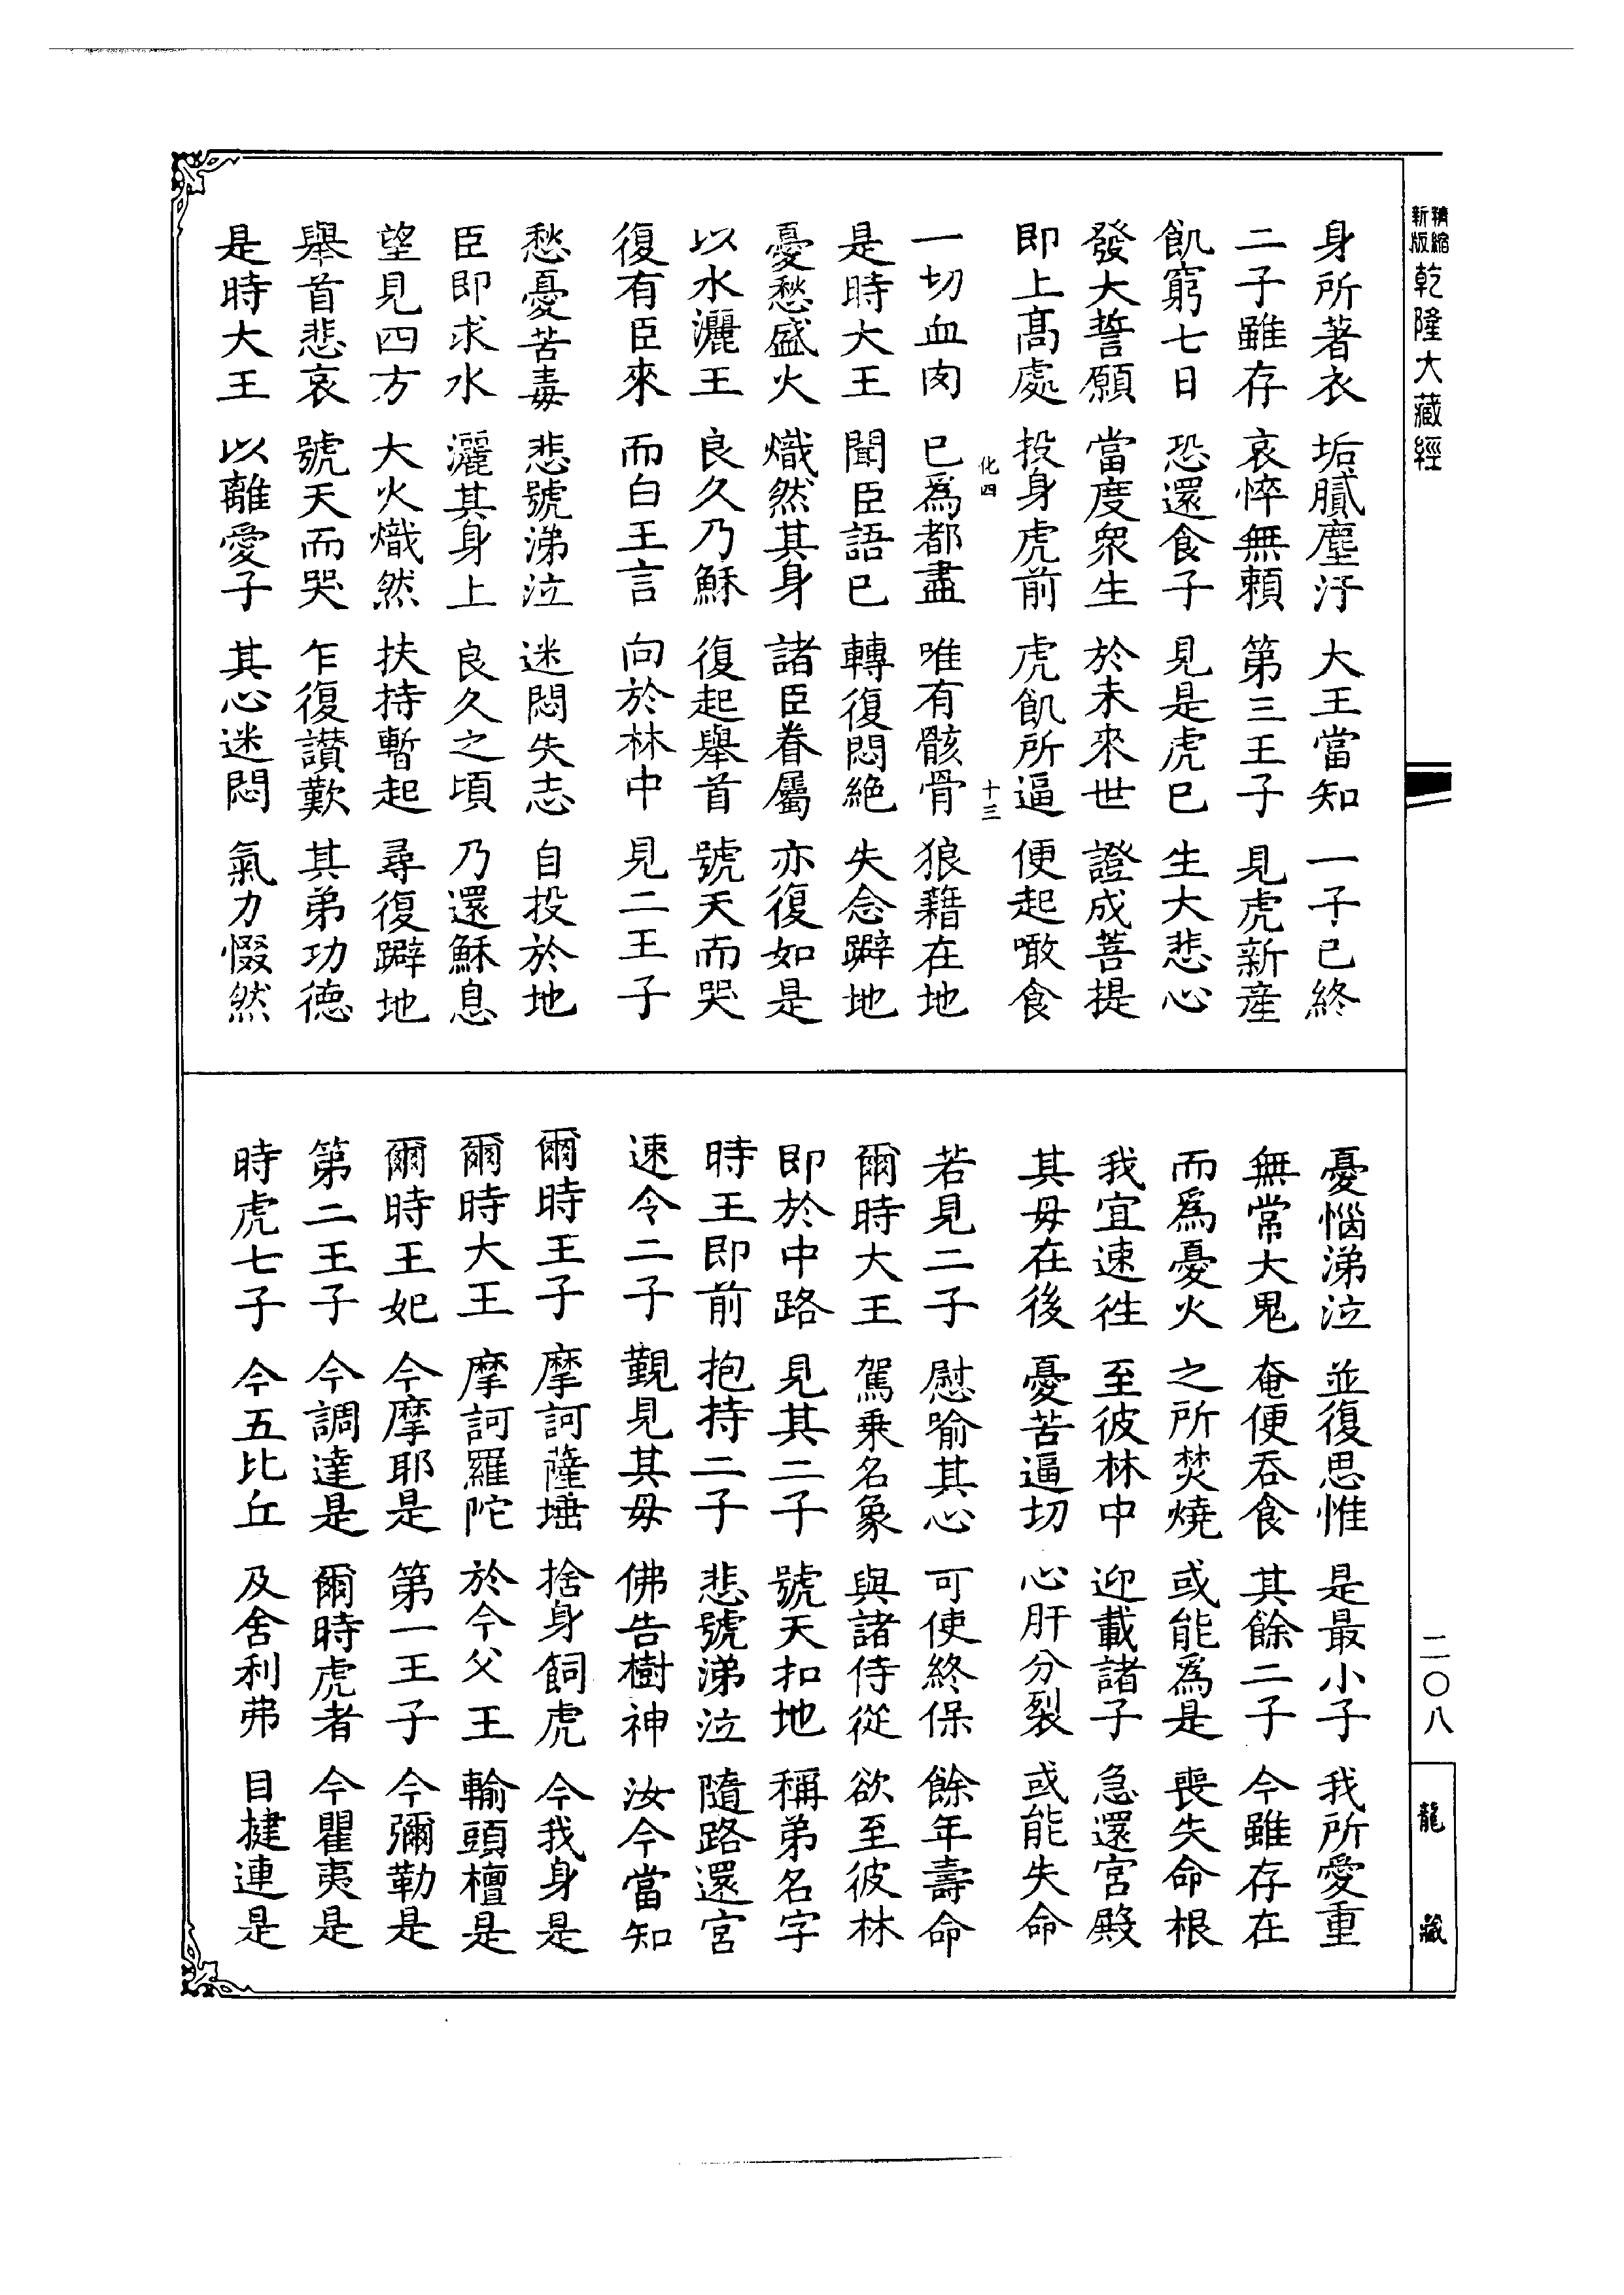 精縮新版乾隆大藏經
身所著衣 垢膩塵汙 大王當知 一子已終
二子雖存 哀悴無賴 第三王子 見虎新産
飢窮七日 恐還食子 見是虎已 生大悲心
發大誓願 當度衆生 於未來世 證成菩提
即上高處 投身虎前 虎飢所逼 便起噉食
化四 十三
一切血肉 已爲都盡 唯有骸骨 狼籍在地
是時大王 聞臣語已 轉復悶絶 失念躃地
憂愁盛火 熾然其身 諸臣眷屬 亦復如是
以水灑王 良久乃穌 復起舉首 號天而哭
復有臣來 而白王言 向於林中 見二王子
愁憂苦毒 悲號涕泣 迷悶失志 自投於地
臣即求水 灑其身上 良久之頃 乃還穌息
望見四方 大火熾然 扶持暫起 尋復躃地
舉首悲哀 號天而哭 乍復讃歎 其弟功德
是時大王 以離愛子 其心迷悶 氣力惙然
憂惱涕泣 並復思惟 是最小子 我所愛重
無常大鬼 奄便吞食 其餘二子 今雖存在
而爲憂火 之所焚燒 或能爲是 喪失命根
我宜速徃 至彼林中 迎載諸子 急還宮殿
其母在後 憂苦逼切 心肝分裂 或能失命
若見二子 慰喻其心 可使終保 餘年壽命
爾時大王 駕乗名象 與諸侍從 欲至彼林
即於中路 見其二子 號天扣地 稱弟名字
時王即前 抱持二子 悲號涕泣 隨路還宮
速令二子 覲見其母 佛告樹神 汝今當知
爾時王子 摩訶薩埵 捨身飼虎 今我身是
爾時大王 摩訶羅陀 於今父王 輸頭檀是
爾時王妃 今摩耶是 第一王子 今彌勒是
第二王子 今調達是 爾時虎者 今瞿夷是
時虎七子 今五比丘 及舍利弗 目揵連是
二〇八
龍藏